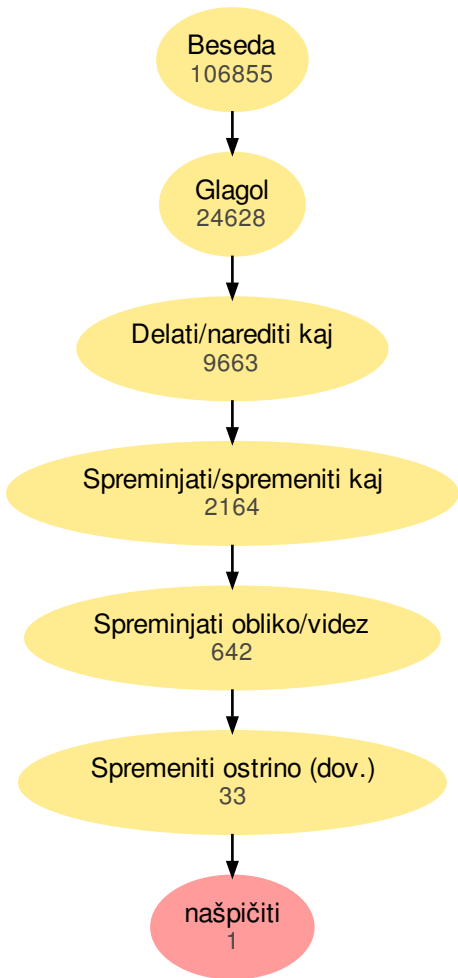 Beseda
106855
Glagol
24628
Delati/narediti kaj
9663
Spreminjati/spremeniti kaj
2164
Spreminjati obliko/videz
642
Spremeniti ostrino (dov.)
33
našpičiti
1